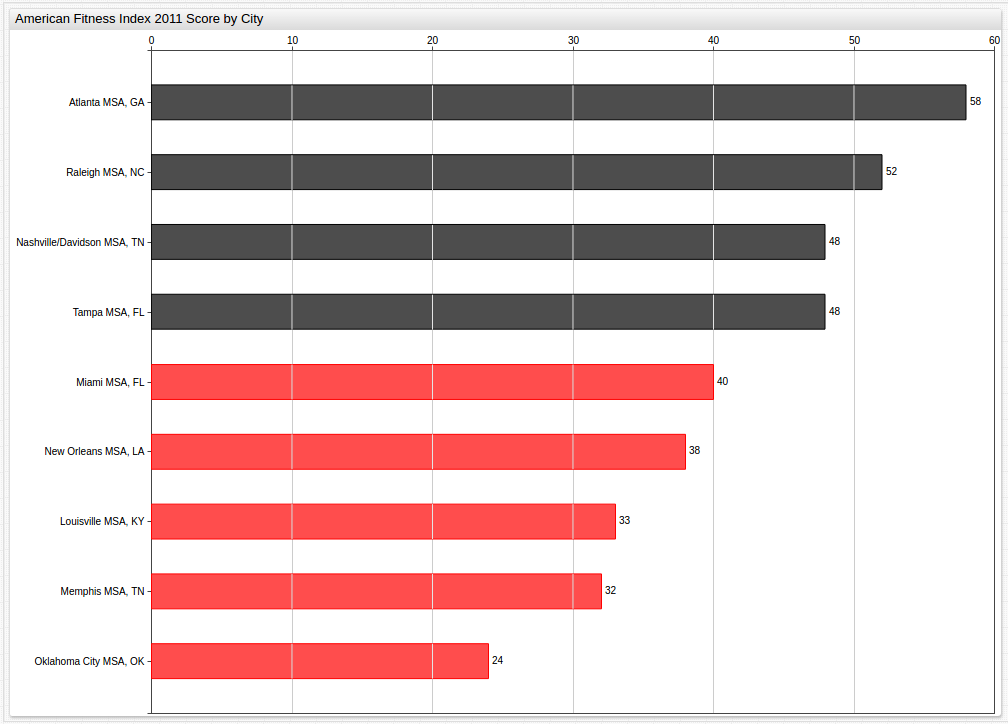 American Fitness Index 2011 Score by City
0 10 20 30 40 50 60
Atlanta MSA, GA 58
Raleigh MSA, NC 52
Nashville/Davidson MSA, TN 48
Tampa MSA, FL 48
Miami MSA, FL 40
New Orleans MSA, LA 38
Louisville MSA, KY 33
Memphis MSA, TN 32
Oklahoma City MSA, OK 24